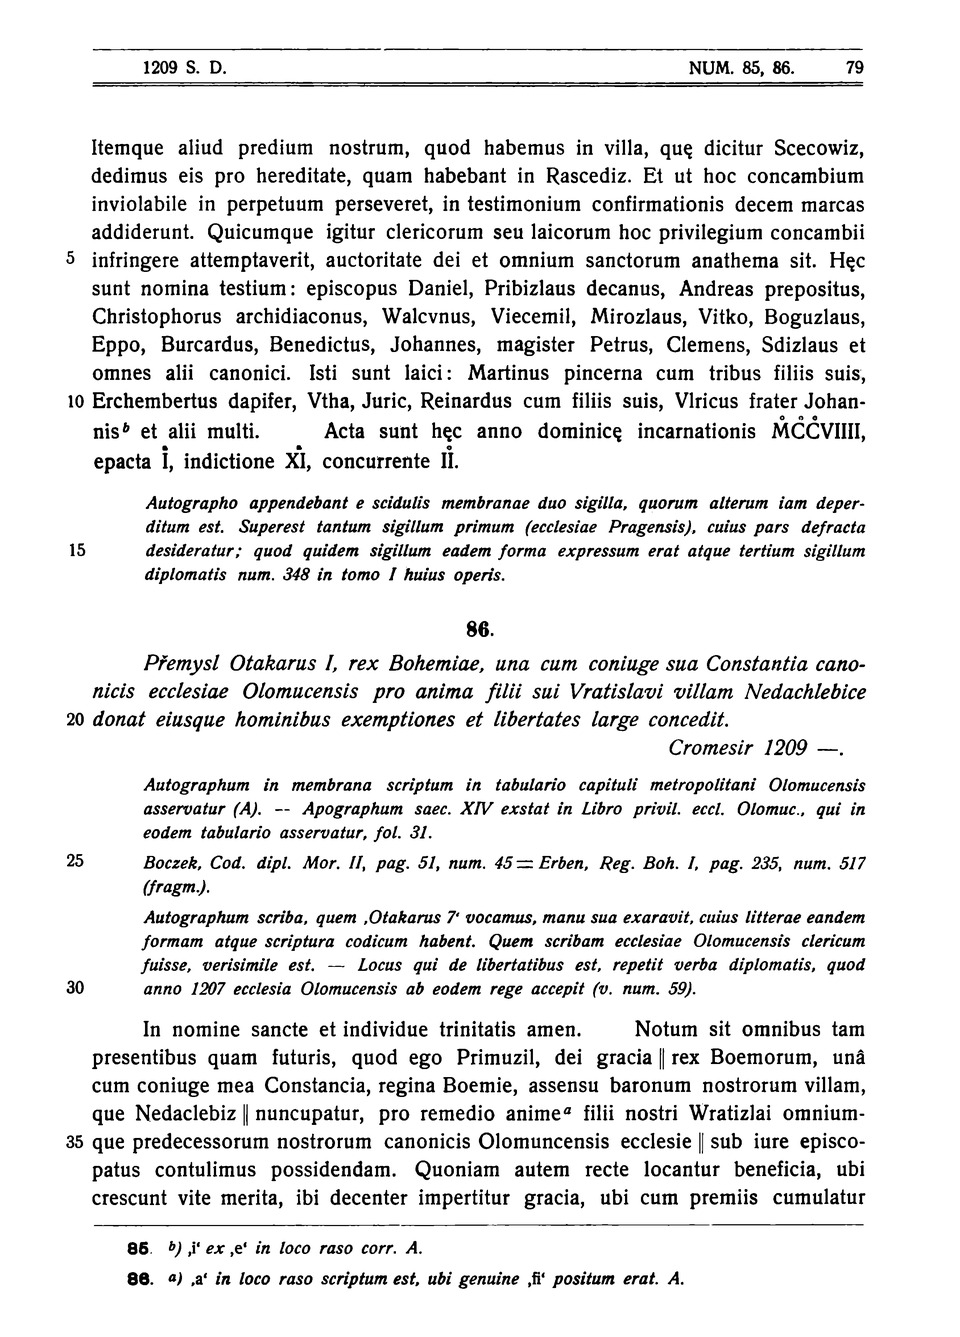 1209 S. D. NUM. 85, 86. 79
Itemque aliud predium nostrum, quod habemus in villa, quę dicitur Scecowiz,
dedimus eis pro hereditate, quam habebant in Rascediz. Et ut hoc concambium
inviolabile in perpetuum perseveret, in testimonium confirmationis decem marcas
addiderunt. Quicumque igitur clericorum seu laicorum hoc privilegium concambii
5 infringere attemptaverit, auctoritate dei et omnium sanctorum anathema sit. Hęc
sunt nomina testium: episcopus Daniel, Pribizlaus decanus, Andreas prepositus,
Christophorus archidiaconus, Walcvnus, Viecemil, Mirozlaus, Vitko, Boguzlaus,
Eppo, Burcardus, Benedictus, Johannes, magister Petrus, Clemens, Sdizlaus et
omnes alii canonici. Isti sunt laici: Martinus pincerna cum tribus filiis suis,
10 Erchembertus dapifer, Vtha, Juric, Reinardus cum filiis suis, Vlricus frater Johan-
nisᵇ et alii multi. Acta sunt hęc anno dominicę incarnationis M̊C̊C̊VIIII,
epacta I̊, indictione XI̊, concurrente II̊.
Autographo appendebant e scidulis membranae duo sigilla, quorum alterum iam deper-
ditum est. Superest tantum sigillum primum (ecclesiae Pragensis), cuius pars defracta
15 desideratur; quod quidem sigillum eadem forma expressum erat atque tertium sigillum
diplomatis num. 348 in tomo I huius operis.
86.
Přemysl Otakarus I, rex Bohemiae, una cum coniuge sua Constantia cano-
nicis ecclesiae Olomucensis pro anima filii sui Vratislavi villam Nedachlebice
20 donat eiusque hominibus exemptiones et libertates large concedit.
Cromesir 1209 —.
Autographum in membrana scriptum in tabulario capituli metropolitani Olomucensis
asservatur (A). — Apographum saec. XIV exstat in Libro privil. eccl. Olomuc., qui in
eodem tabulario asservatur, fol. 31.
25 Boczek, Cod. dipl. Mor. II, pag. 51, num. 45 = Erben, Reg. Boh. I, pag. 235, num. 517
(fragm.).
Autographum scriba, quem ‚Otakarus 7‘ vocamus, manu sua exaravit, cuius litterae eandem
formam atque scriptura codicum habent. Quem scribam ecclesiae Olomucensis clericum
fuisse, verisimile est. — Locus qui de libertatibus est, repetit verba diplomatis, quod
30 anno 1207 ecclesia Olomucensis ab eodem rege accepit (v. num. 59).
In nomine sancte et individue trinitatis amen. Notum sit omnibus tam
presentibus quam futuris, quod ego Primuzil, dei gracia || rex Boemorum, unâ
cum coniuge mea Constancia, regina Boemie, assensu baronum nostrorum villam,
que Nedaclebiz || nuncupatur, pro remedio animeᵃ filii nostri Wratizlai omnium-
35 que predecessorum nostrorum canonicis Olomuncensis ecclesie || sub iure episco-
patus contulimus possidendam. Quoniam autem recte locantur beneficia, ubi
crescunt vite merita, ibi decenter impertitur gracia, ubi cum premiis cumulatur
85. b) ‚i‘ ex ‚e‘ in loco raso corr. A.
86. a) ‚a‘ in loco raso scriptum est, ubi genuine ‚fi‘ positum erat. A.